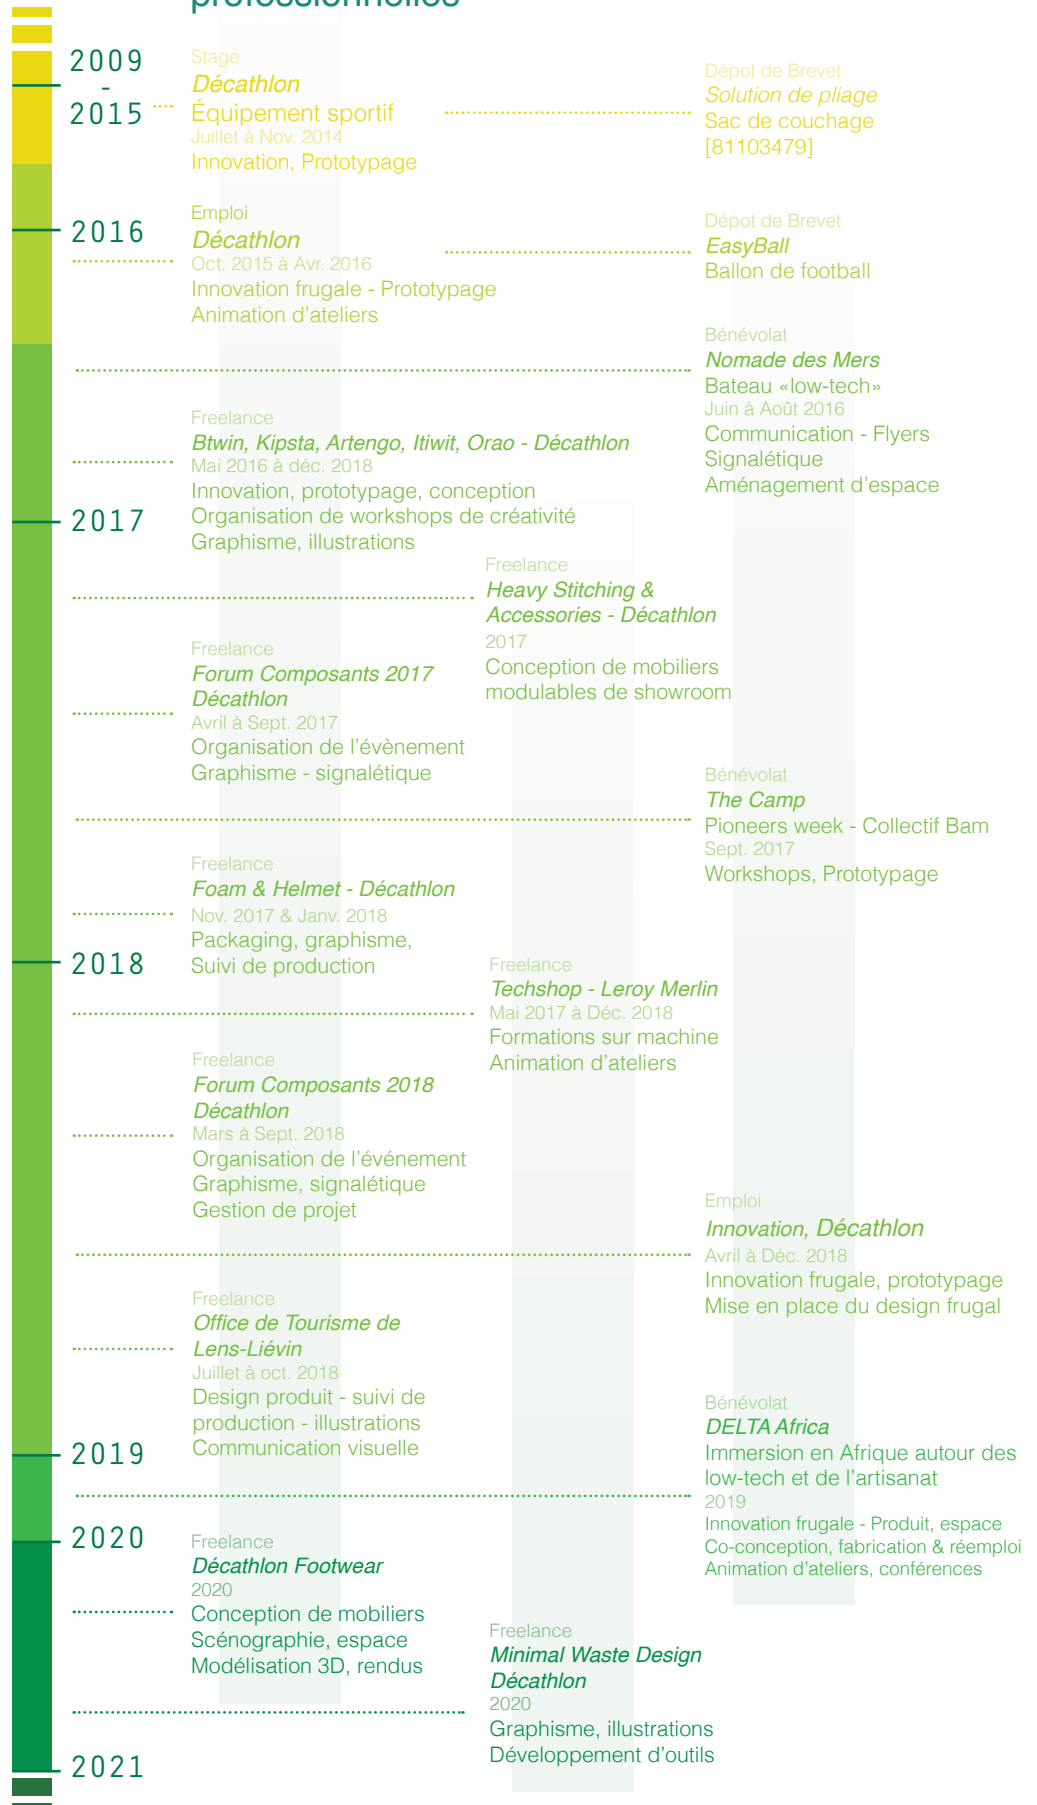 professionnelles
2009
-
2015
Stage
Décathlon
Équipement sportif
Juillet à Nov. 2014
Innovation, Prototypage
Dépot de Brevet
Solution de pliage
Sac de couchage
[81103479]
2016
Emploi
Décathlon
Oct. 2015 à Avr. 2016
Innovation frugale - Prototypage
Animation d’ateliers
Dépot de Brevet
EasyBall
Ballon de football
Bénévolat
Nomade des Mers
Bateau «low-tech»
Juin à Août 2016
Communication - Flyers
Signalétique
Aménagement d’espace
Freelance
Btwin, Kipsta, Artengo, Itiwit, Orao - Décathlon
Mai 2016 à déc. 2018
Innovation, prototypage, conception
Organisation de workshops de créativité
Graphisme, illustrations
2017
Freelance
Heavy Stitching &
Accessories - Décathlon
2017
Conception de mobiliers
modulables de showroom
Freelance
Forum Composants 2017
Décathlon
Avril à Sept. 2017
Organisation de l’évènement
Graphisme - signalétique
Bénévolat
The Camp
Pioneers week - Collectif Bam
Sept. 2017
Workshops, Prototypage
Freelance
Foam & Helmet - Décathlon
Nov. 2017 & Janv. 2018
Packaging, graphisme,
Suivi de production
2018
Freelance
Techshop - Leroy Merlin
Mai 2017 à Déc. 2018
Formations sur machine
Animation d’ateliers
Freelance
Forum Composants 2018
Décathlon
Mars à Sept. 2018
Organisation de l’événement
Graphisme, signalétique
Gestion de projet
Emploi
Innovation, Décathlon
Avril à Déc. 2018
Innovation frugale, prototypage
Mise en place du design frugal
Freelance
Office de Tourisme de
Lens-Liévin
Juillet à oct. 2018
Design produit - suivi de
production - illustrations
Communication visuelle
2019
Bénévolat
DELTA Africa
Immersion en Afrique autour des
low-tech et de l’artisanat
2019
Innovation frugale - Produit, espace
Co-conception, fabrication & réemploi
Animation d’ateliers, conférences
2020
Freelance
Décathlon Footwear
2020
Conception de mobiliers
Scénographie, espace
Modélisation 3D, rendus
Freelance
Minimal Waste Design
Décathlon
2020
Graphisme, illustrations
Développement d’outils
2021